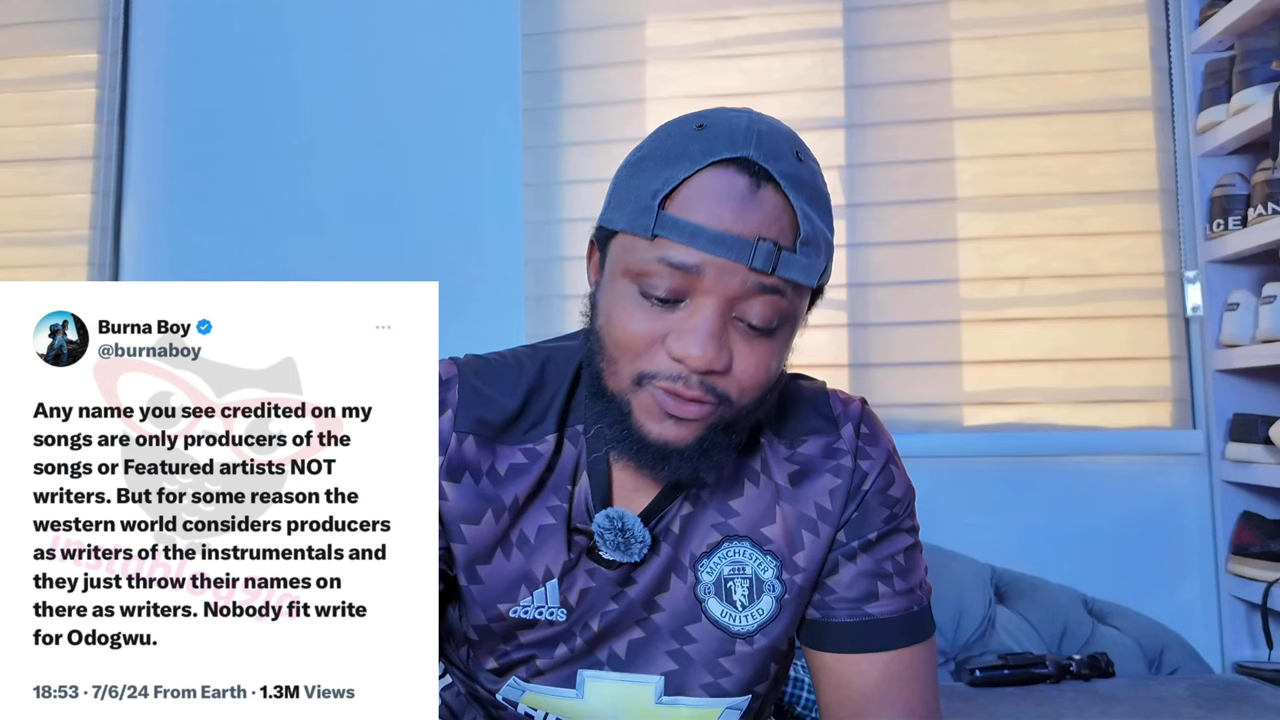 Burna Boy
@burnaboy
Any name you see credited on my
songs are only producers of the
songs or Featured artists NOT
writers. But for some reason the
western world considers producers
as writers of the instrumentals and
they just throw their names on
there as writers. Nobody fit write
for Odogwu.
18:53 · 7/6/24 From Earth · 1.3M Views
instablog9ja
MANCHESTER
UNITED
adidas